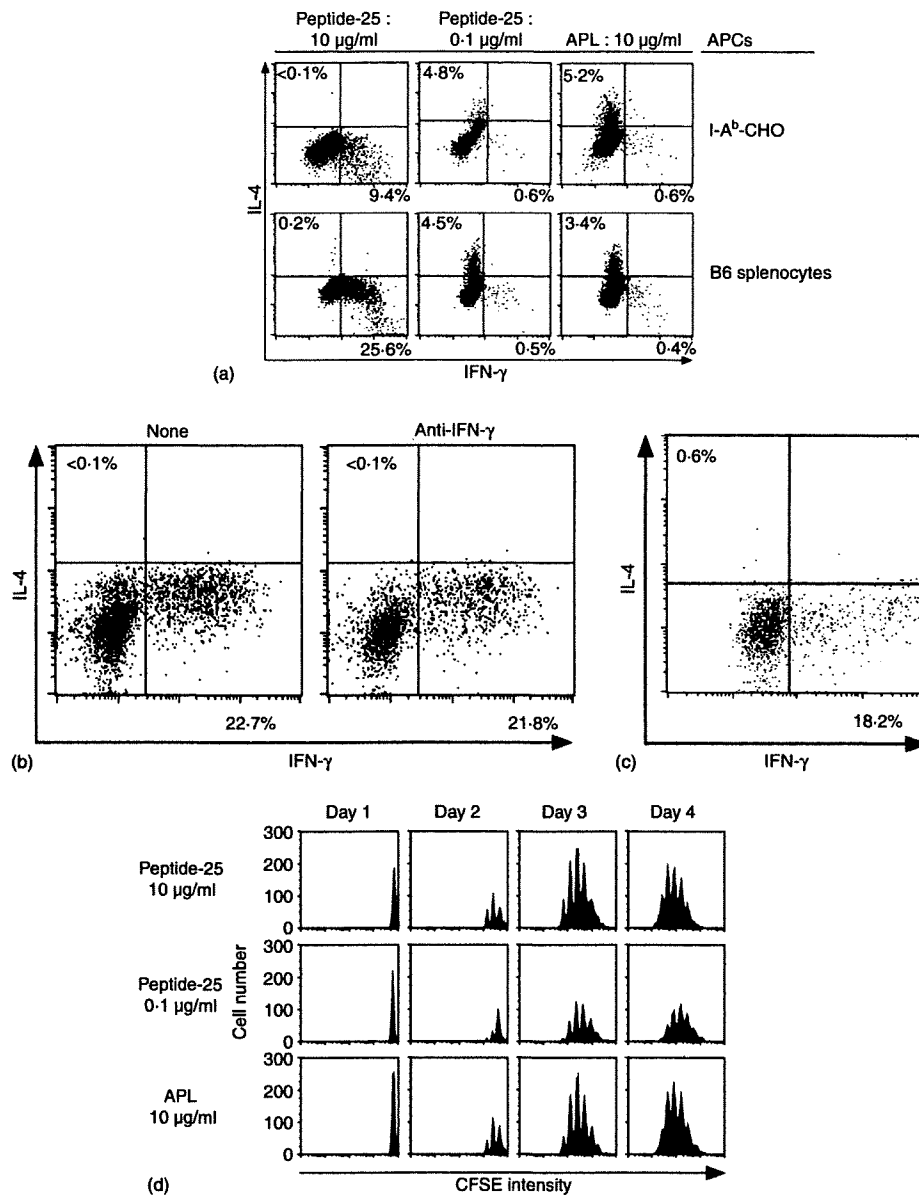 Peptide-25 : Peptide-25 :
10 µg/ml 0·1 µg/ml APL : 10 µg/ml APCs
<0·1% 4·8% 5·2%
I-Aᵇ-CHO
9·4% 0·6% 0·6%
IL-4
0·2% 4·5% 3·4%
B6 splenocytes
25·6% 0·5% 0·4%
(a) IFN-γ
None Anti-IFN-γ
<0·1% <0·1% 0·6%
IL-4 IL-4
22·7% 21·8% 18·2%
(b) IFN-γ (c) IFN-γ
Day 1 Day 2 Day 3 Day 4
300
200
100
0
Peptide-25
10 µg/ml
300
200
100
0
Peptide-25
0·1 µg/ml
Cell number
300
200
100
0
APL
10 µg/ml
(d) CFSE intensity